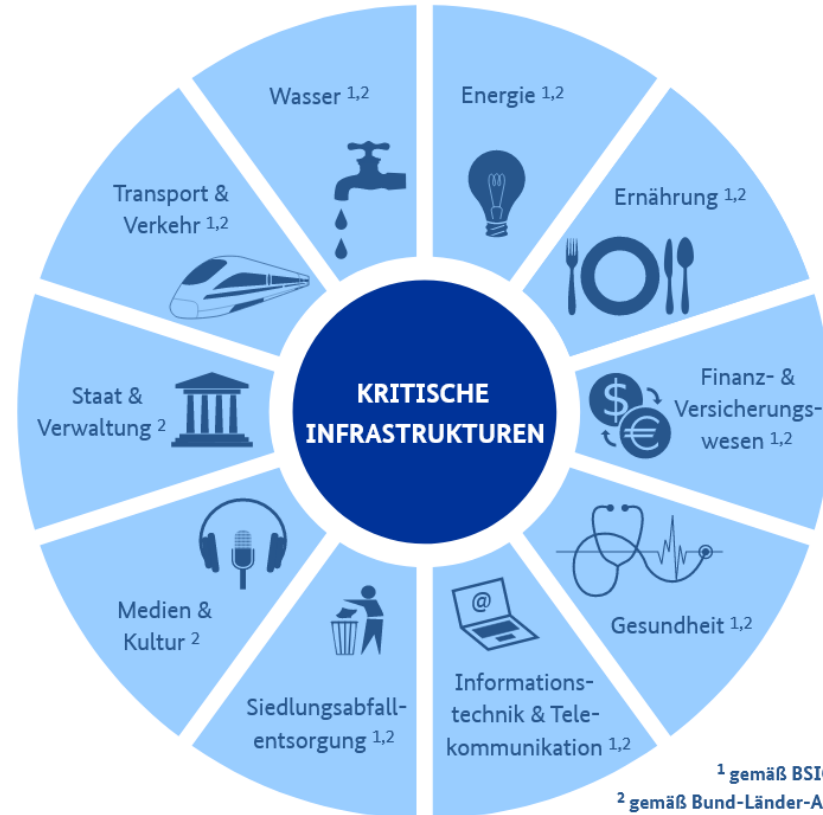 Wasser 1,2
Energie 1,2
Ernährung 1,2
Finanz- &
Versicherungs-
wesen 1,2
Gesundheit 1,2
Informations-
technik & Tele-
kommunikation 1,2
Siedlungsabfall-
entsorgung 1,2
Medien &
Kultur 2
Staat &
Verwaltung 2
Transport &
Verkehr 1,2
KRITISCHE
INFRASTRUKTUREN
$
€
@
1 gemäß
2 gemäß Bund-Länder-